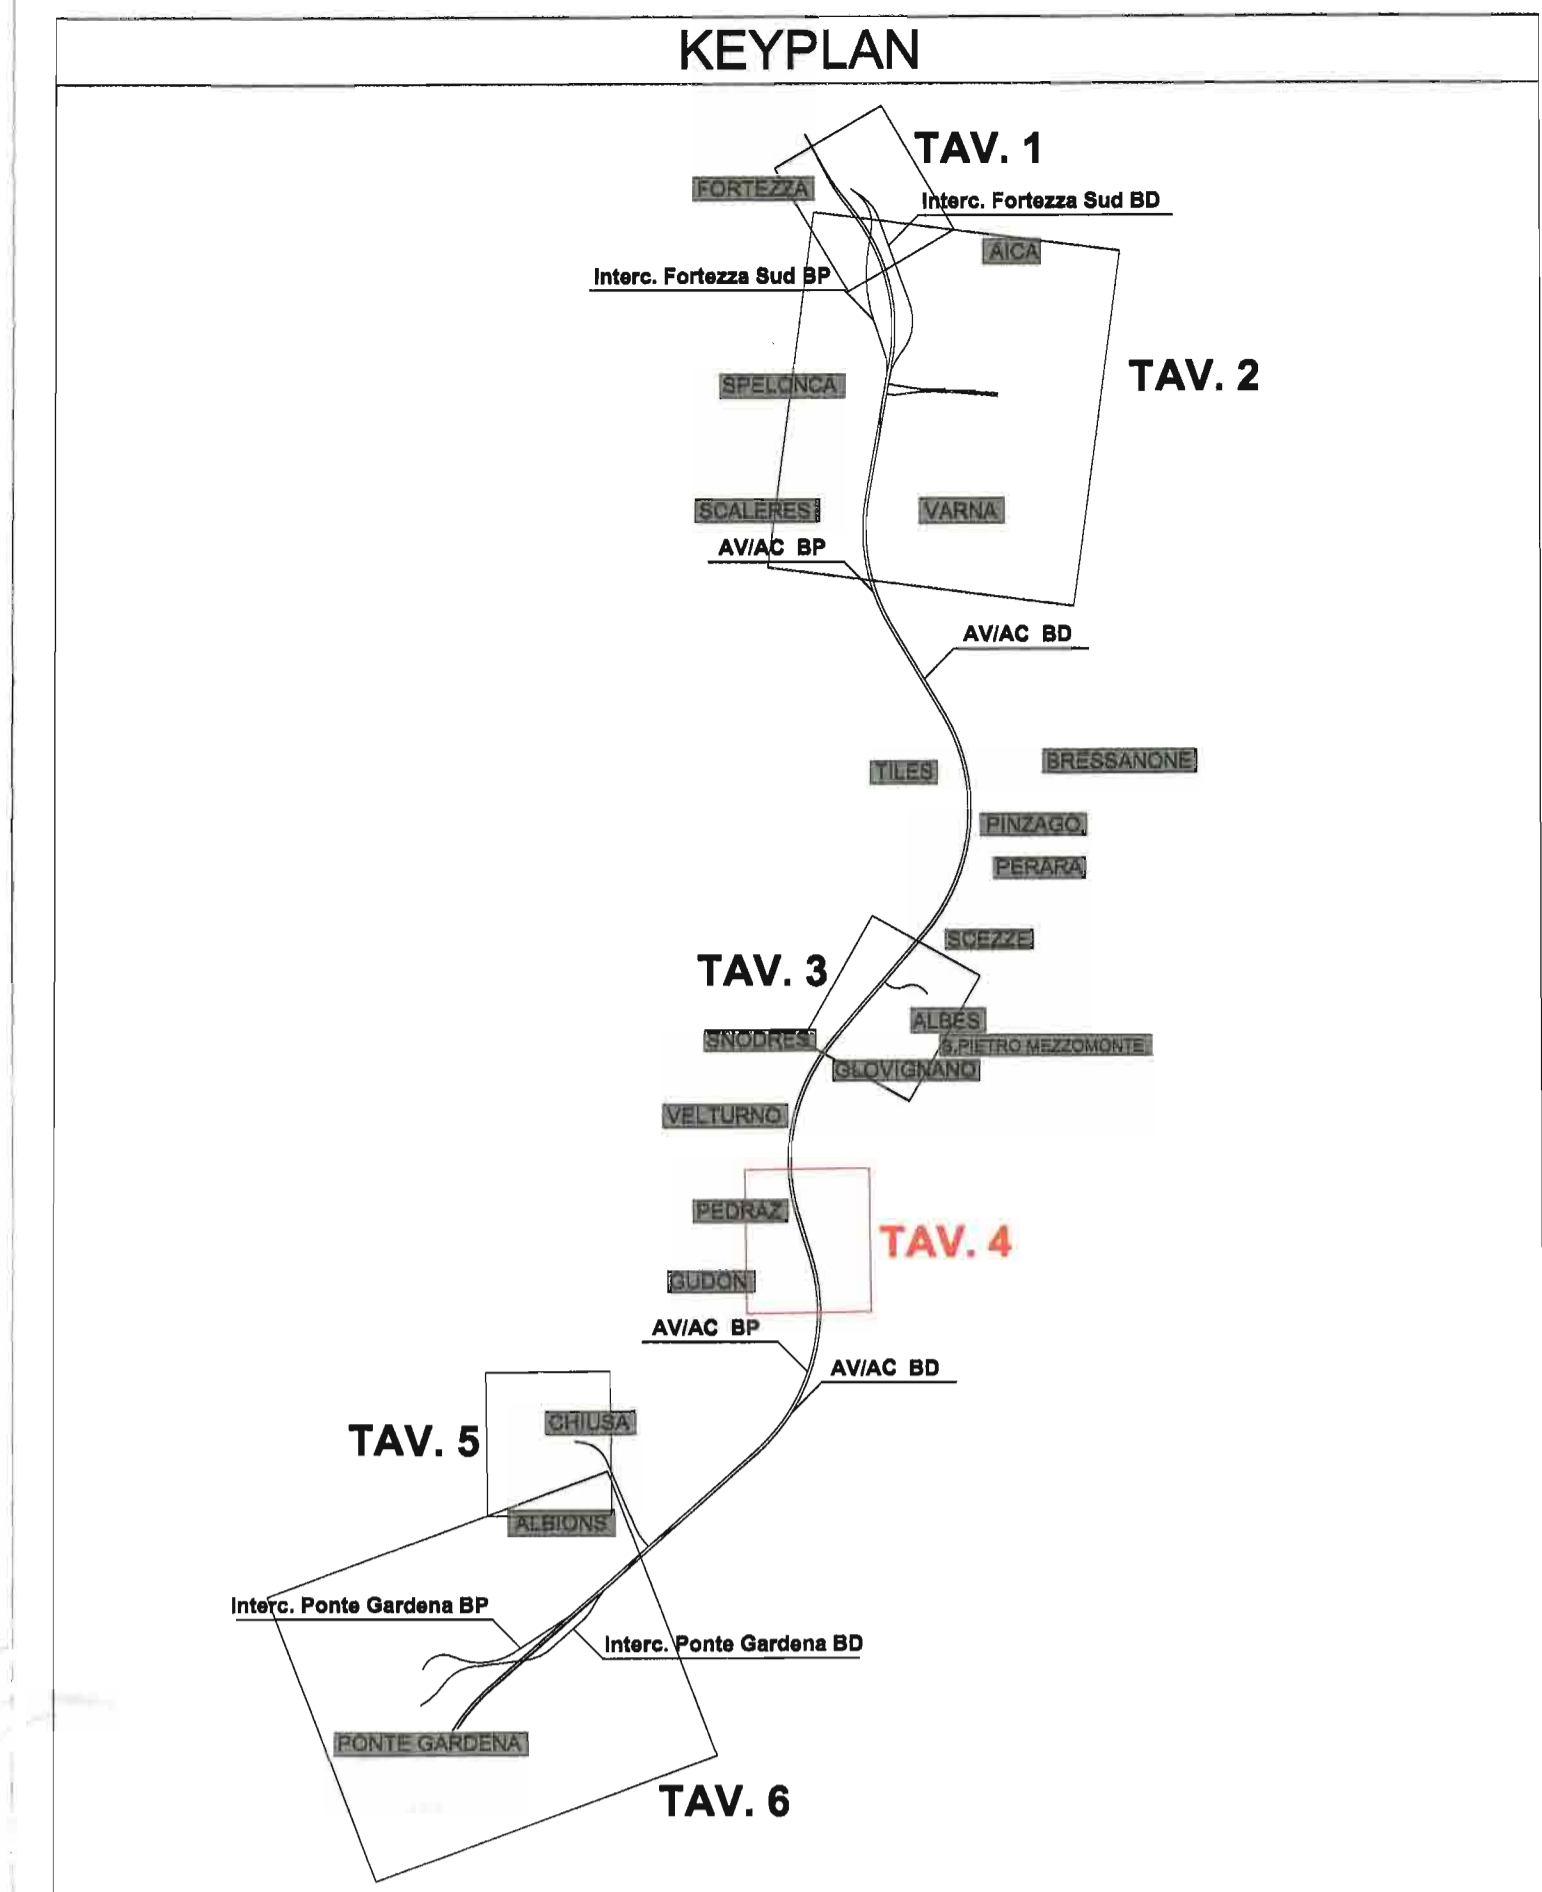 KEYPLAN
TAV. 1
FORTEZZA
Interc. Fortezza Sud BD
AICA
Interc. Fortezza Sud BP
TAV. 2
SPELONCA
SCALERES
VARNA
AV/AC BP
AV/AC BD
BRESSANONE
TILES
PINZAGO
PERARA
SCEZZE
TAV. 3
ALBES
SNODRES
S.PIETRO MEZZOMONTE
GLOVIGNANO
VELTURNO
PEDRAZ
TAV. 4
GUDON
AV/AC BP
AV/AC BD
CHIUSA
TAV. 5
ALBIONS
Interc. Ponte Gardena BP
Interc. Ponte Gardena BD
PONTE GARDENA
TAV. 6